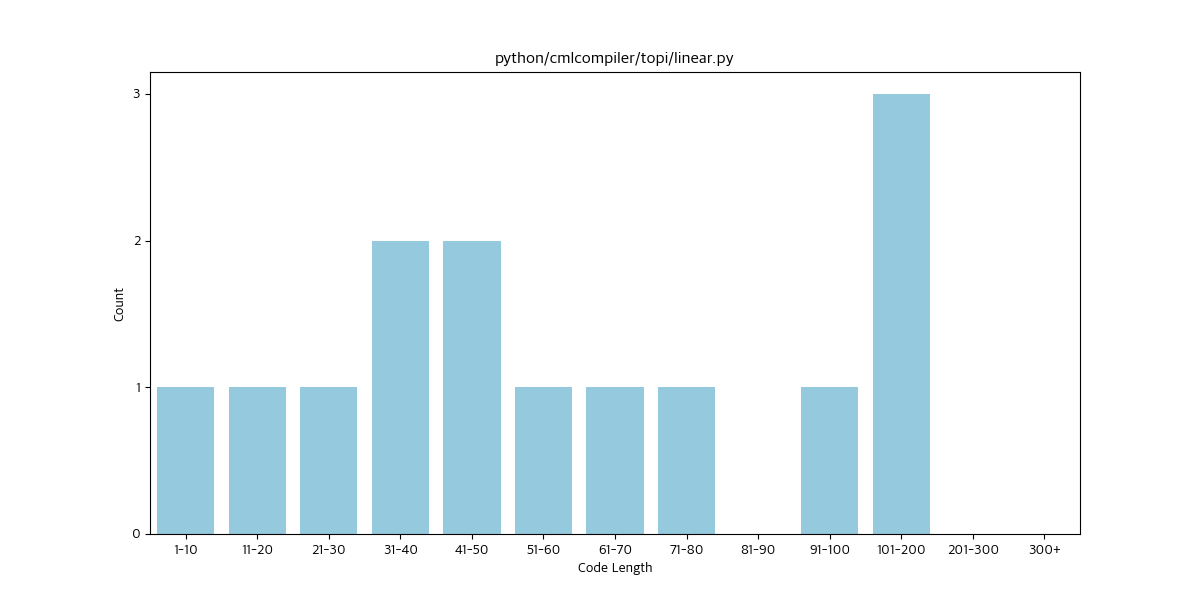 python/cmlcompiler/topi/linear.py
Count
3
2
1
0
1-10 11-20 21-30 31-40 41-50 51-60 61-70 71-80 81-90 91-100 101-200 201-300 300+
Code Length